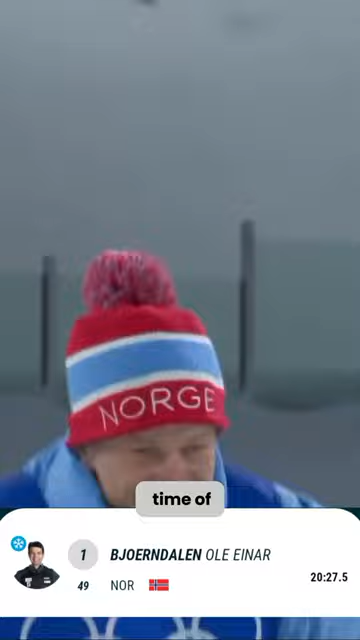 NORGE
time of
1
BJOERNDALEN OLE EINAR
49
NOR
20:27.5